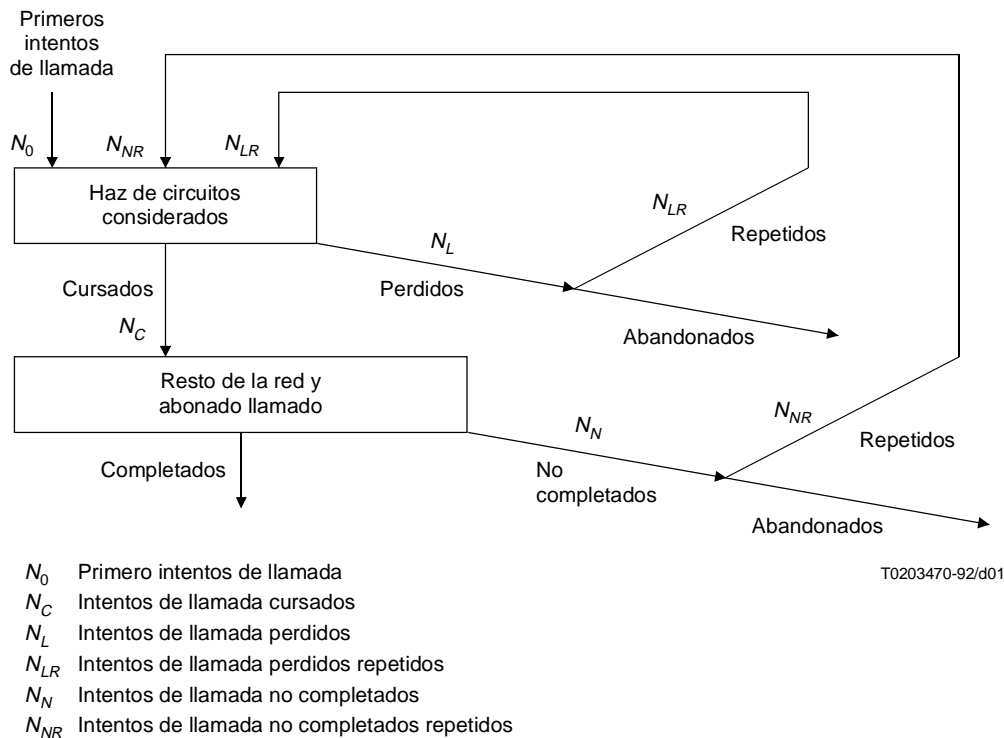 Primeros
intentos
de llamada
N0
NNR
NLR
Haz de circuitos
considerados
NLR
Repetidos
NL
Cursados
Perdidos
NC
Abandonados
Resto de la red y
abonado llamado
NNR
NN
Repetidos
Completados
No
completados
Abandonados
N0 Primero intentos de llamada
T0203470-92/d01
NC Intentos de llamada cursados
NL Intentos de llamada perdidos
NLR Intentos de llamada perdidos repetidos
NN Intentos de llamada no completados
NNR Intentos de llamada no completados repetidos